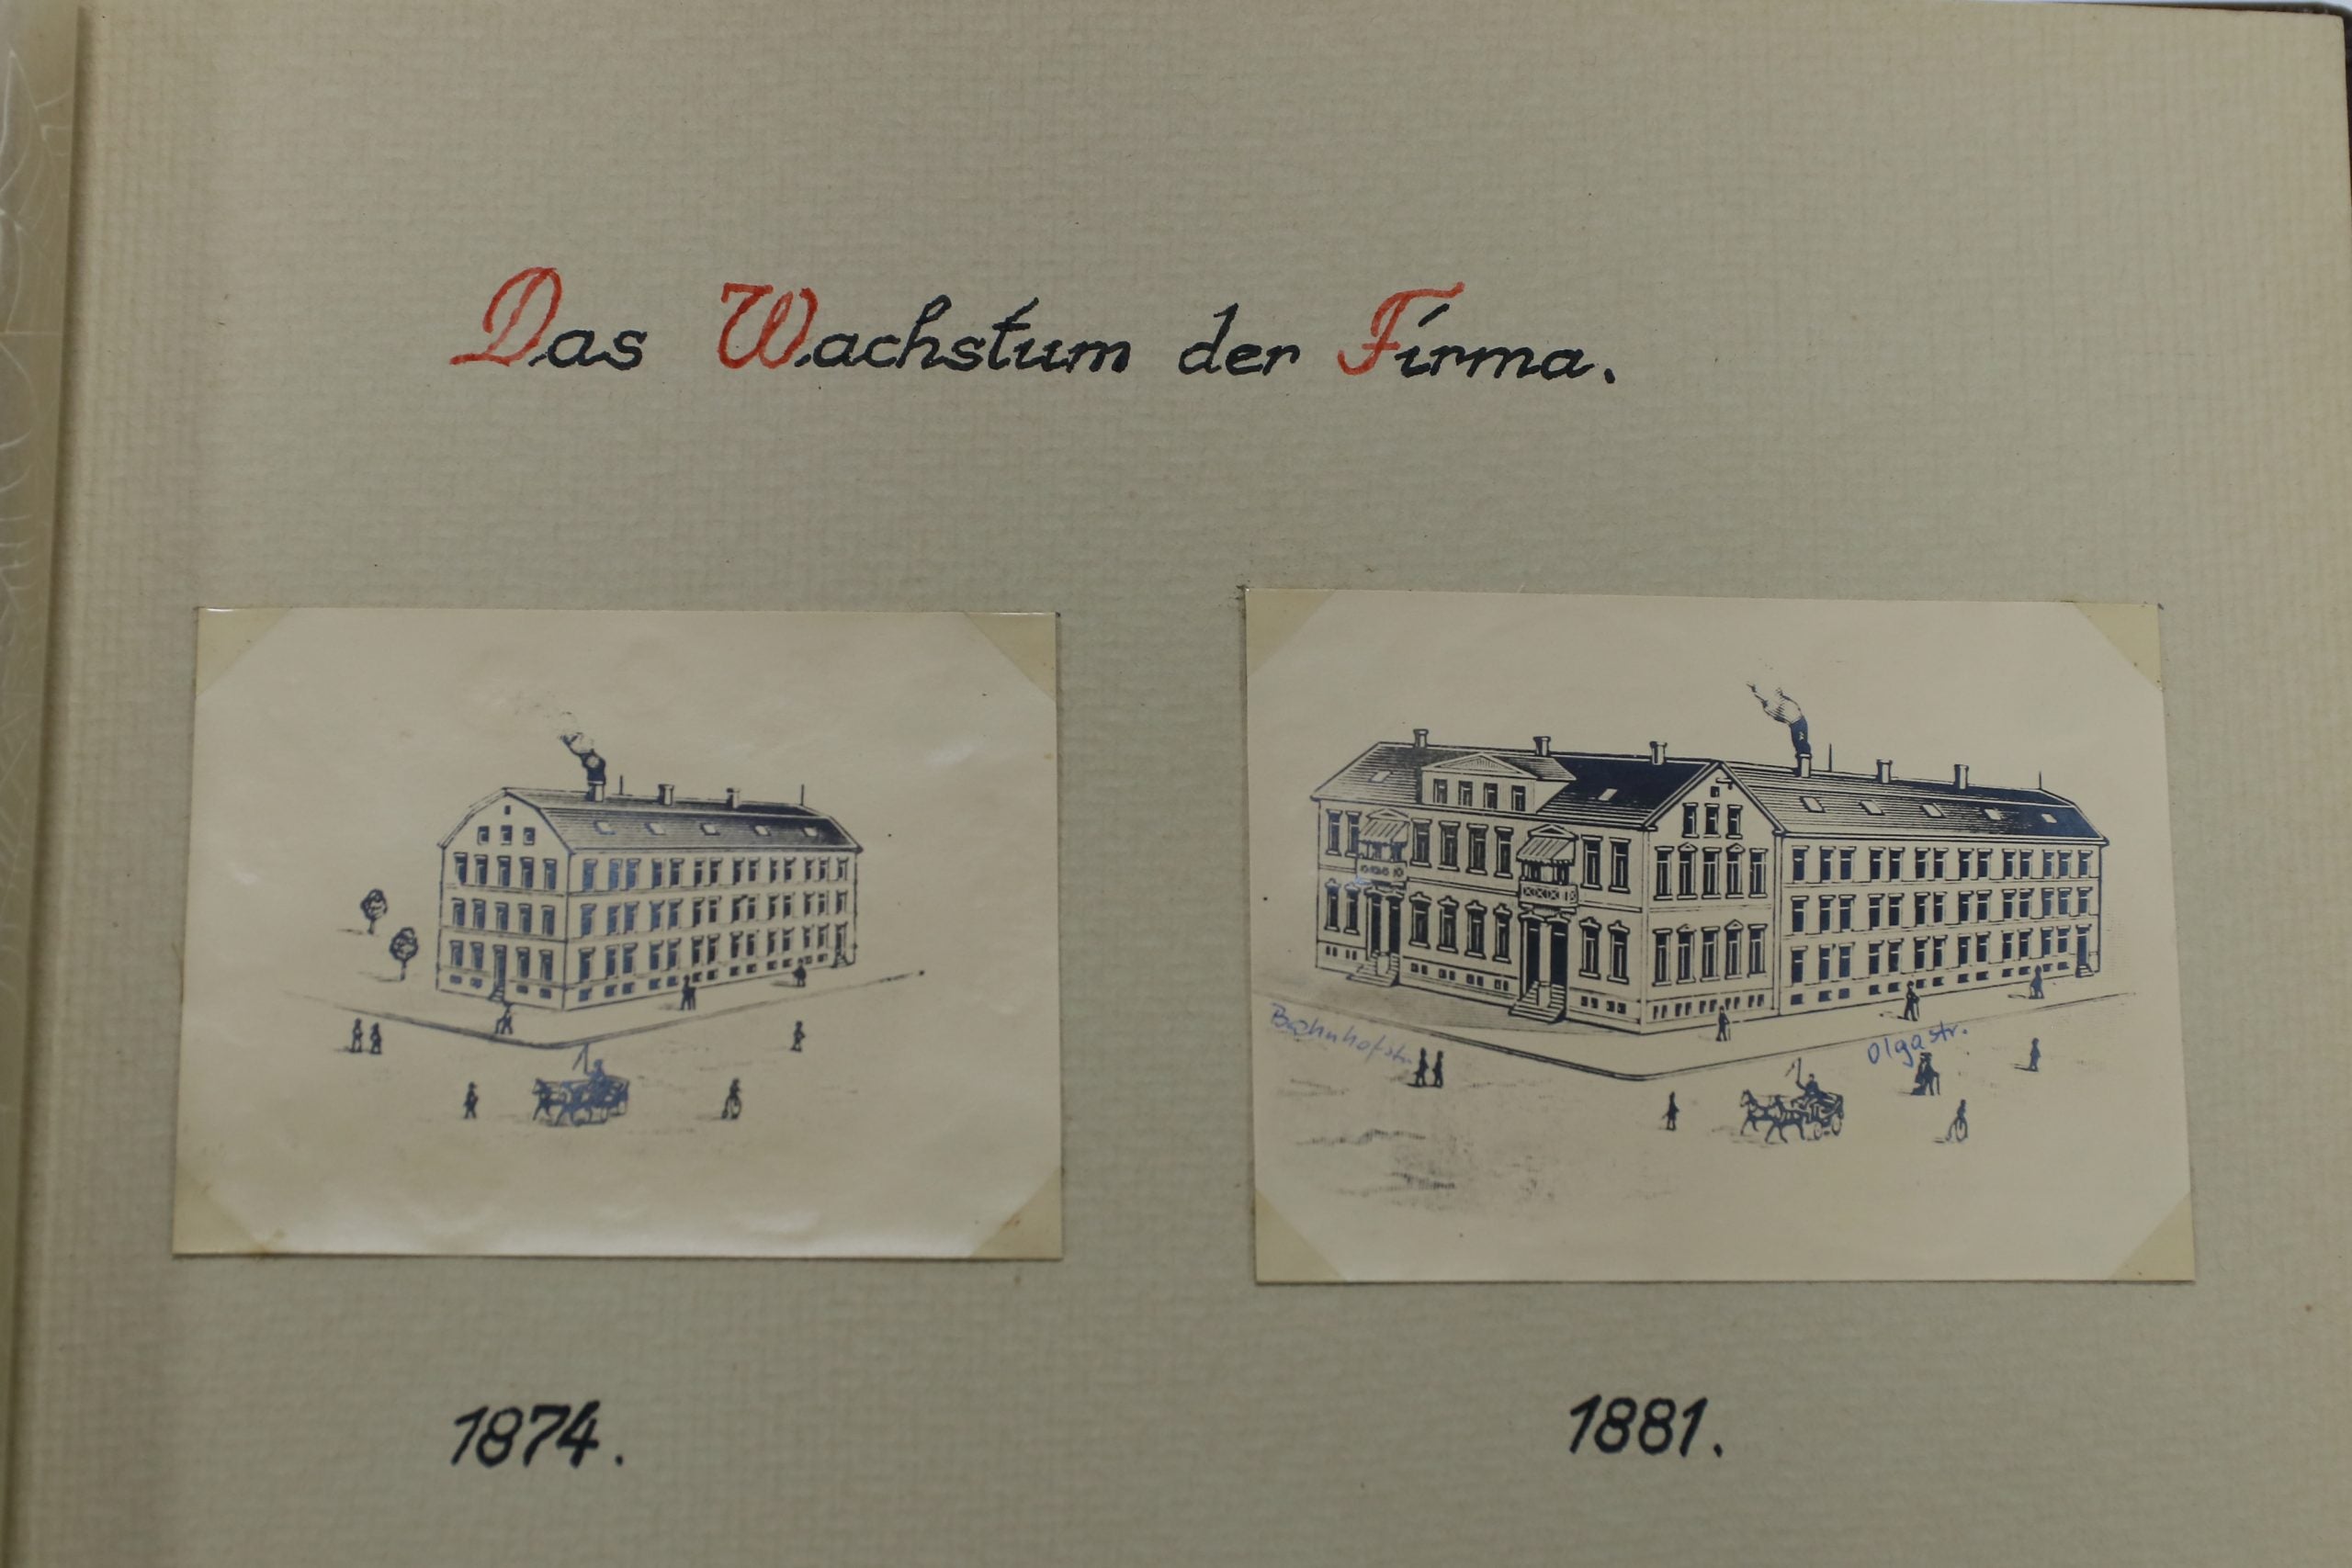 Das Wachstum der Firma.
Bahnhofstr.
Olgastr.
1874.
1881.